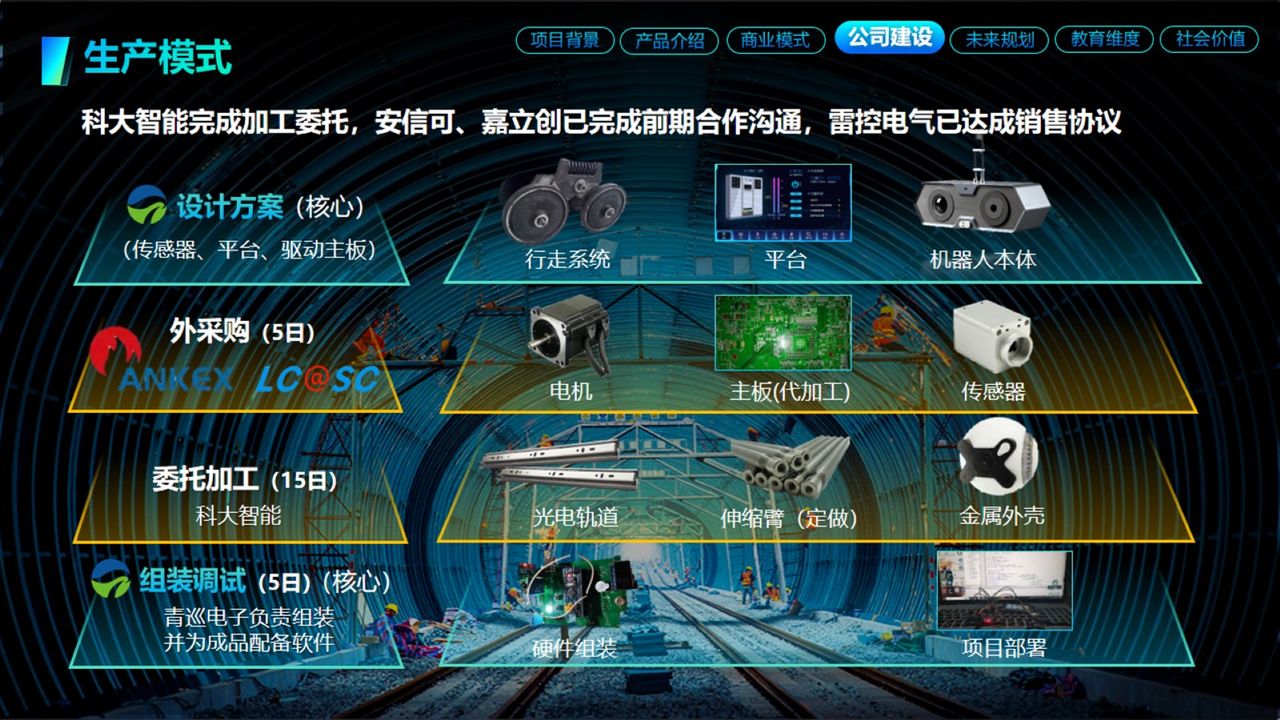 生产模式
项目背景 产品介绍 商业模式 公司建设 未来规划 教育维度 社会价值
科大智能完成加工委托，安信可、嘉立创已完成前期合作沟通，雷控电气已达成销售协议
设计方案（核心）
（传感器、平台、驱动主板）
行走系统 平台 机器人本体
外采购（5日）
ANKEX LC@SC
电机 主板(代加工) 传感器
委托加工（15日）
科大智能
光电轨道 伸缩臂（定做） 金属外壳
组装调试（5日）（核心）
青巡电子负责组装
并为成品配备软件
硬件组装 项目部署